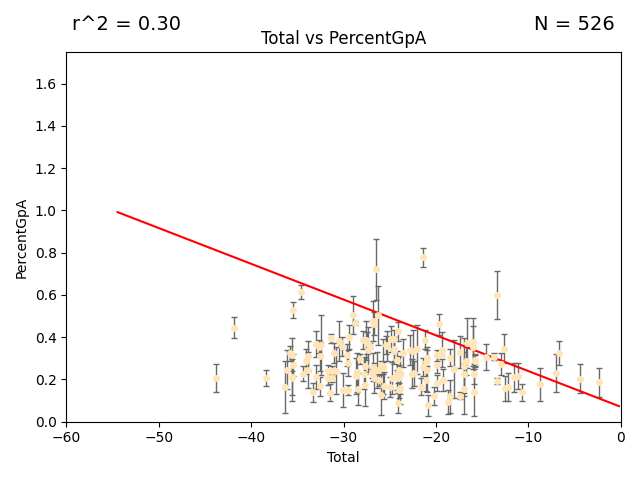 r^2 = 0.30 N = 526
Total vs PercentGpA
1.6
1.4
1.2
1.0
0.8
0.6
0.4
0.2
0.0
PercentGpA
−60 −50 −40 −30 −20 −10 0
Total